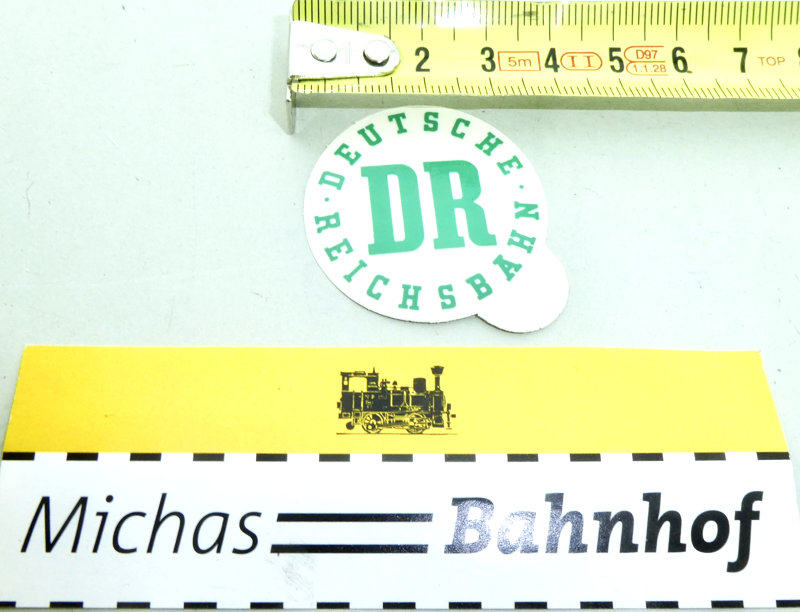 2 3 5m 4 II 5 D97 1.1.28 6 7 TOP
DEUTSCHE
DR
REICHSBAHN
Michas Bahnhof